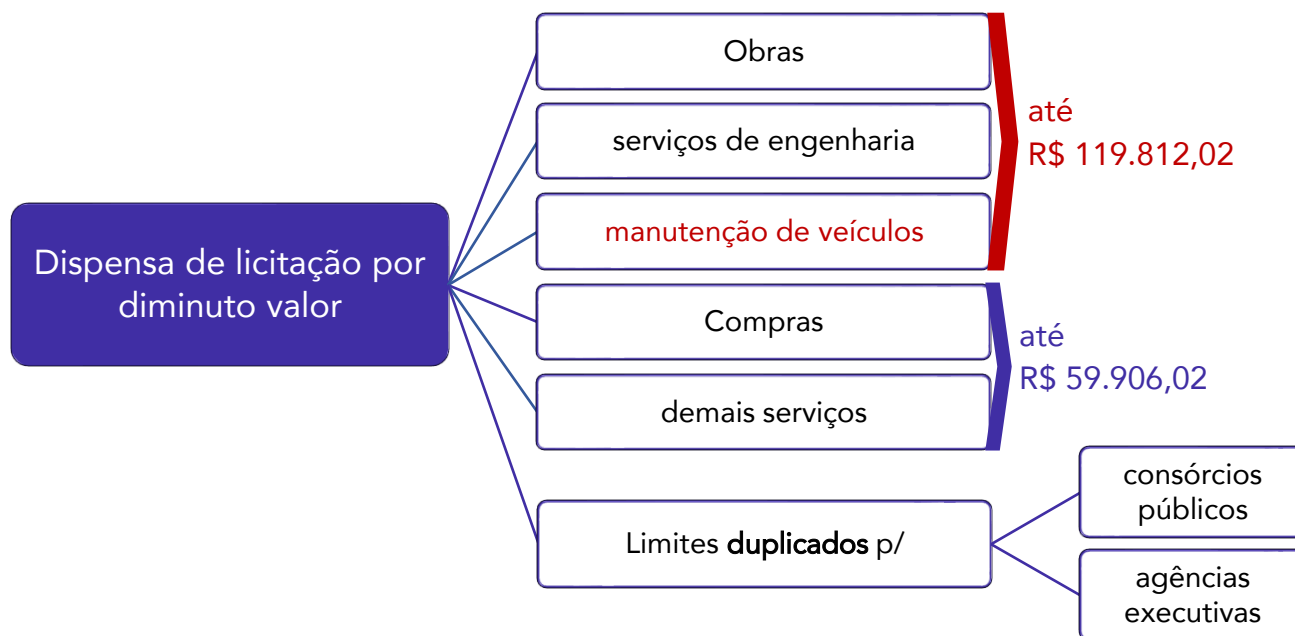 Dispensa de licitação por
diminuto valor
Obras
serviços de engenharia
manutenção de veículos
até
R$ 119.812,02
Compras
demais serviços
até
R$ 59.906,02
Limites duplicados p/
consórcios
públicos
agências
executivas